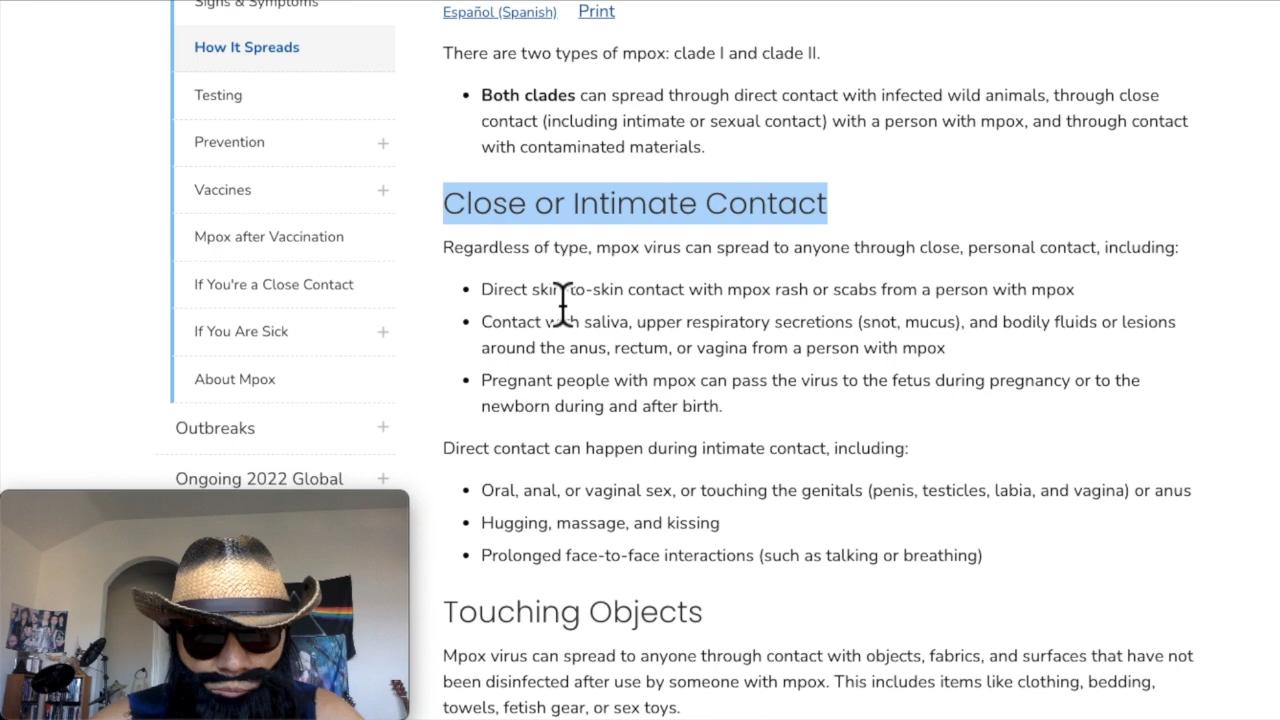 Signs & Symptoms
How It Spreads
Testing
Prevention
Vaccines
Mpox after Vaccination
If You're a Close Contact
If You Are Sick
About Mpox
Outbreaks
Ongoing 2022 Global
Español (Spanish) Print
There are two types of mpox: clade I and clade II.
• Both clades can spread through direct contact with infected wild animals, through close
contact (including intimate or sexual contact) with a person with mpox, and through contact
with contaminated materials.
Close or Intimate Contact
Regardless of type, mpox virus can spread to anyone through close, personal contact, including:
• Direct skin-to-skin contact with mpox rash or scabs from a person with mpox
• Contact with saliva, upper respiratory secretions (snot, mucus), and bodily fluids or lesions
around the anus, rectum, or vagina from a person with mpox
• Pregnant people with mpox can pass the virus to the fetus during pregnancy or to the
newborn during and after birth.
Direct contact can happen during intimate contact, including:
• Oral, anal, or vaginal sex, or touching the genitals (penis, testicles, labia, and vagina) or anus
• Hugging, massage, and kissing
• Prolonged face-to-face interactions (such as talking or breathing)
Touching Objects
Mpox virus can spread to anyone through contact with objects, fabrics, and surfaces that have not
been disinfected after use by someone with mpox. This includes items like clothing, bedding,
towels, fetish gear, or sex toys.